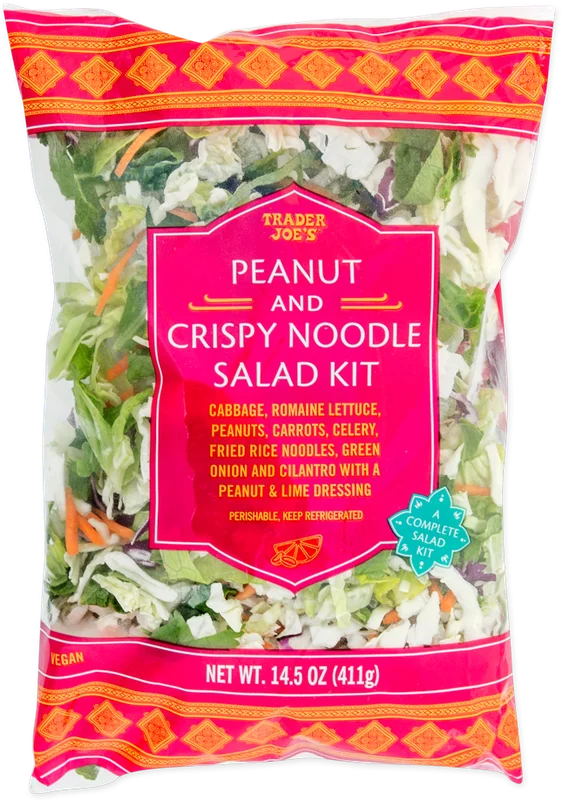 TRADER
JOE'S
PEANUT
AND
CRISPY NOODLE
SALAD KIT
CABBAGE, ROMAINE LETTUCE,
PEANUTS, CARROTS, CELERY,
FRIED RICE NOODLES, GREEN
ONION AND CILANTRO WITH A
PEANUT & LIME DRESSING
PERISHABLE, KEEP REFRIGERATED
A
COMPLETE
SALAD
KIT
VEGAN
NET WT. 14.5 OZ (411g)